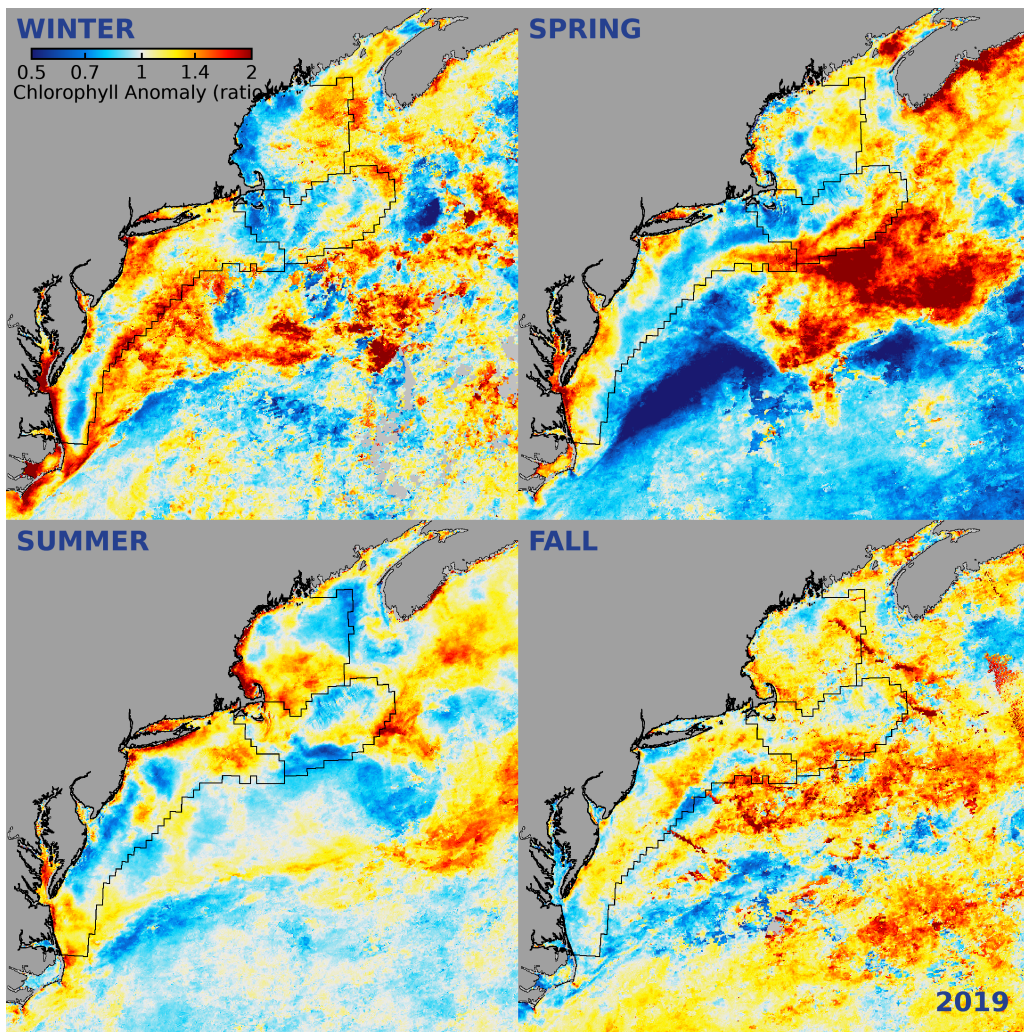 WINTER
0.5 0.7 1 1.4 2
Chlorophyll Anomaly (ratio
SPRING
SUMMER
FALL
2019